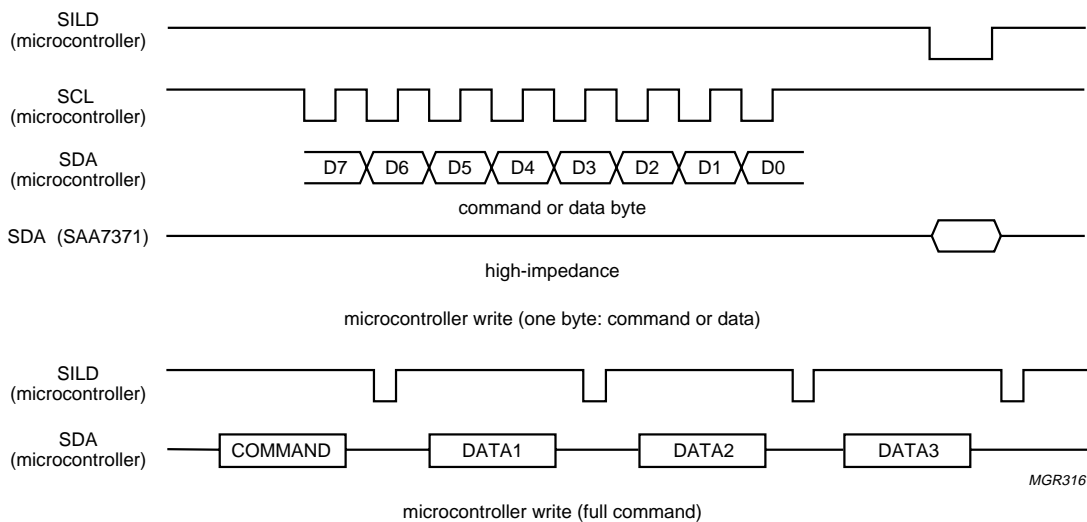 SILD
(microcontroller)
SCL
(microcontroller)
SDA
(microcontroller)
D7 D6 D5 D4 D3 D2 D1 D0
command or data byte
SDA (SAA7371)
high-impedance
microcontroller write (one byte: command or data)
SILD
(microcontroller)
SDA
(microcontroller)
COMMAND DATA1 DATA2 DATA3
MGR316
microcontroller write (full command)